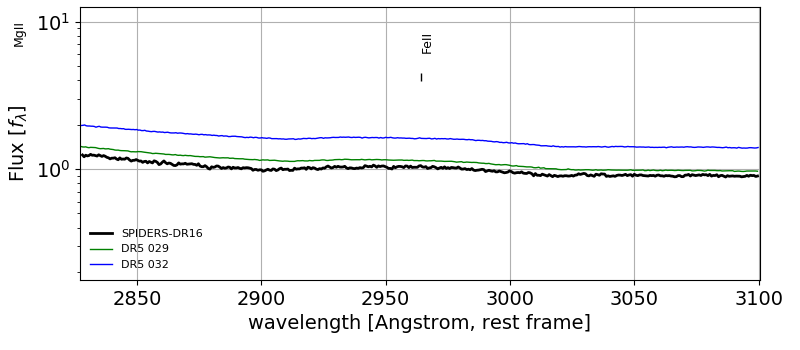 MgII
FeII
10¹
10⁰
Flux [f_λ]
SPIDERS-DR16
DR5 029
DR5 032
2850 2900 2950 3000 3050 3100
wavelength [Angstrom, rest frame]